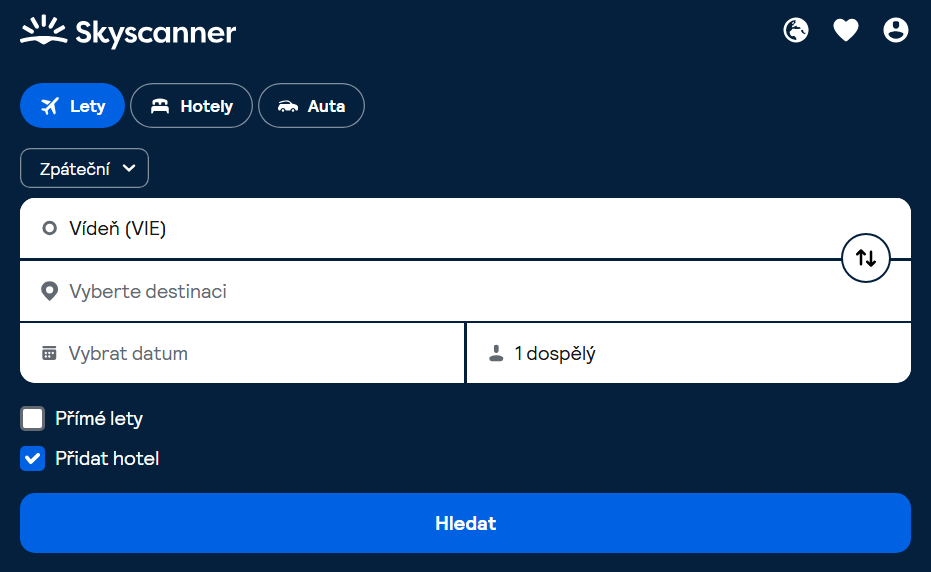 Skyscanner
Lety Hotely Auta
Zpáteční
Vídeň (VIE)
Vyberte destinaci
Vybrat datum 1 dospělý
Přímé lety
Přidat hotel
Hledat